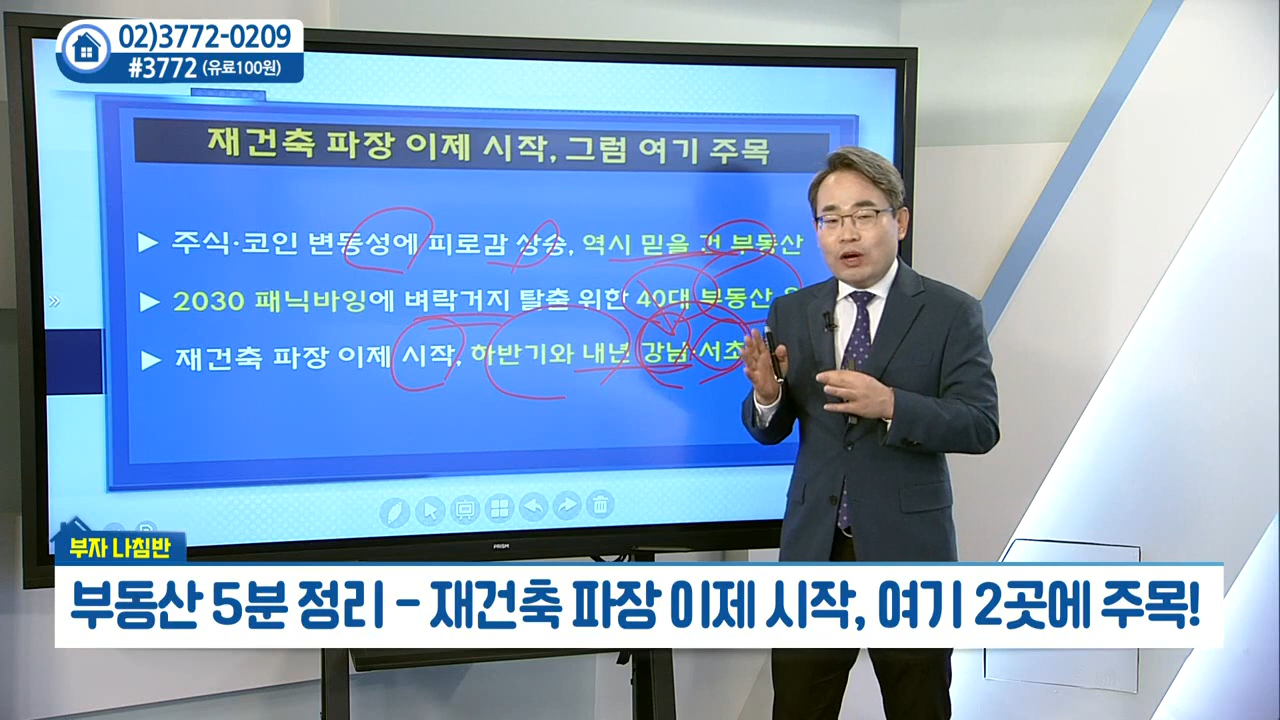 02)3772-0209
#3772 (유료100원)
재건축 파장 이제 시작, 그럼 여기 주목
▶ 주식·코인 변동성에 피로감 상승, 역시 믿을 건 부동산
▶ 2030 패닉바잉에 벼락거지 탈출 위한 40대 부동산
▶ 재건축 파장 이제 시작, 하반기와 내년 강남·서초
PRISM
부자 나침반
부동산 5분 정리 - 재건축 파장 이제 시작, 여기 2곳에 주목!